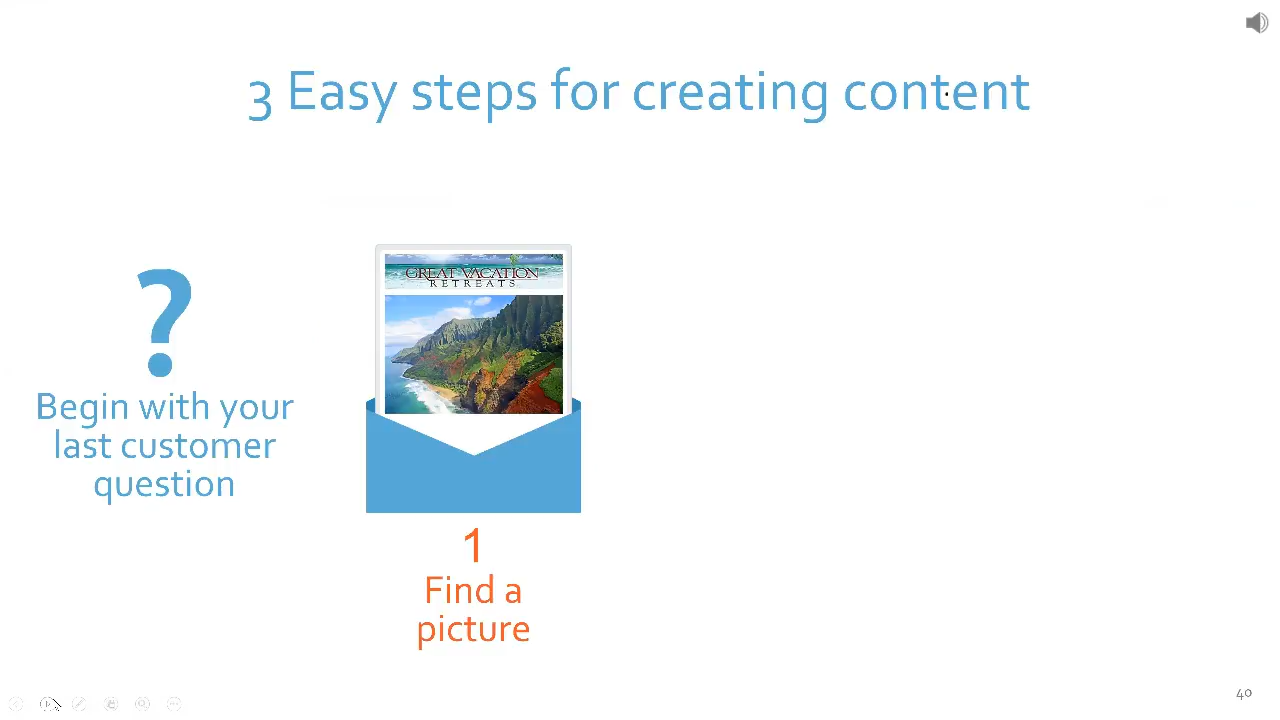 3 Easy steps for creating content
GREAT VACATION
RETREATS
?
Begin with your
last customer
question
1
Find a
picture
40